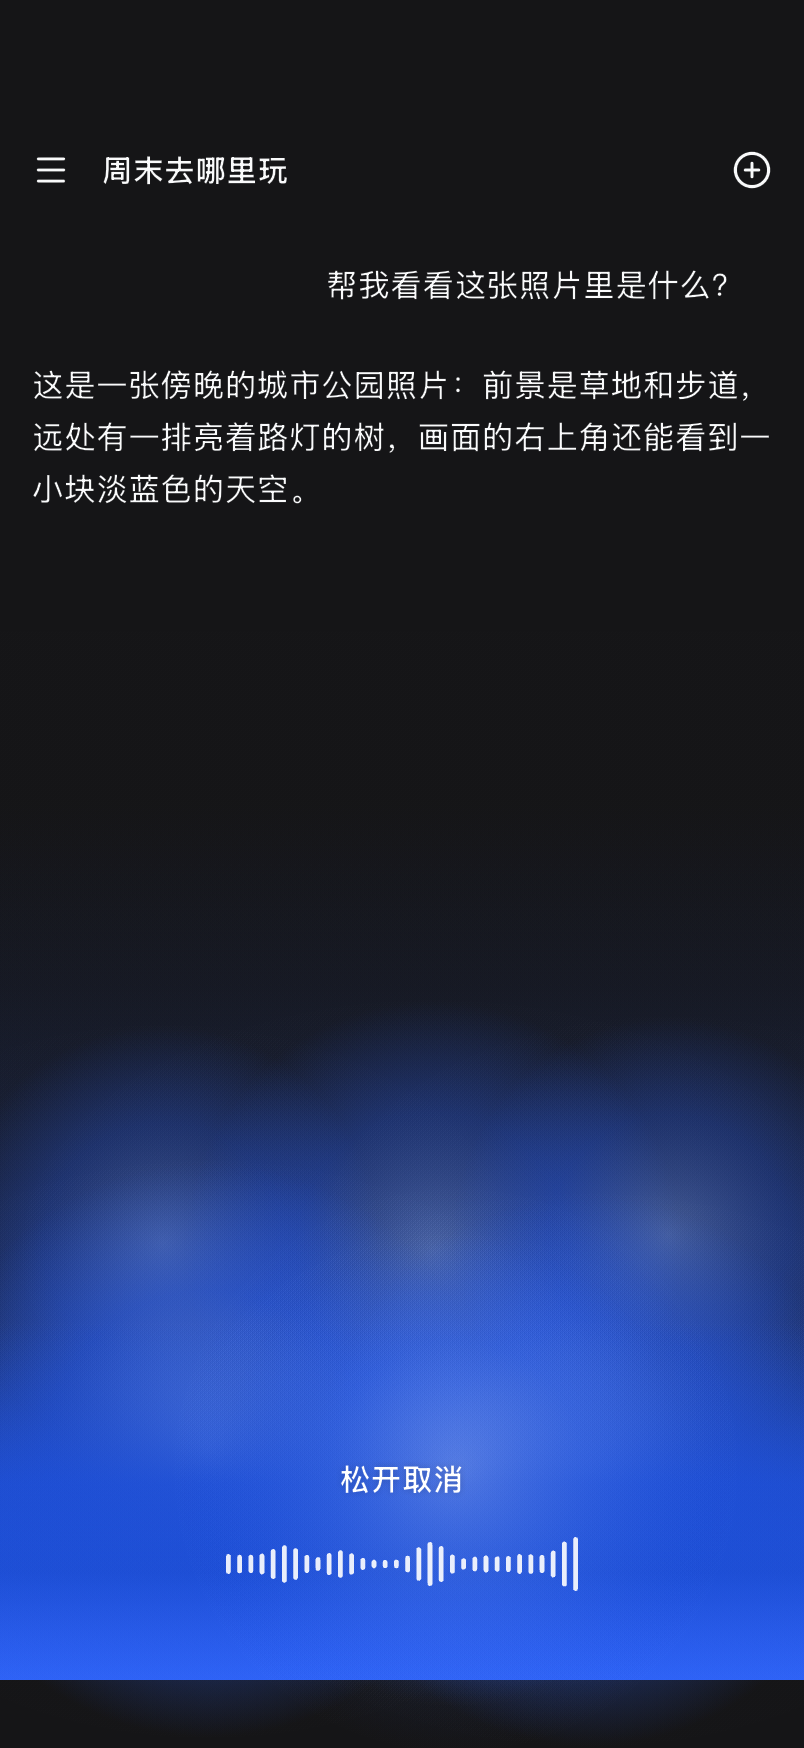 周末去哪里玩
帮我看看这张照片里是什么？
这是一张傍晚的城市公园照片：前景是草地和步道，
远处有一排亮着路灯的树，画面的右上角还能看到一
小块淡蓝色的天空。
松开取消